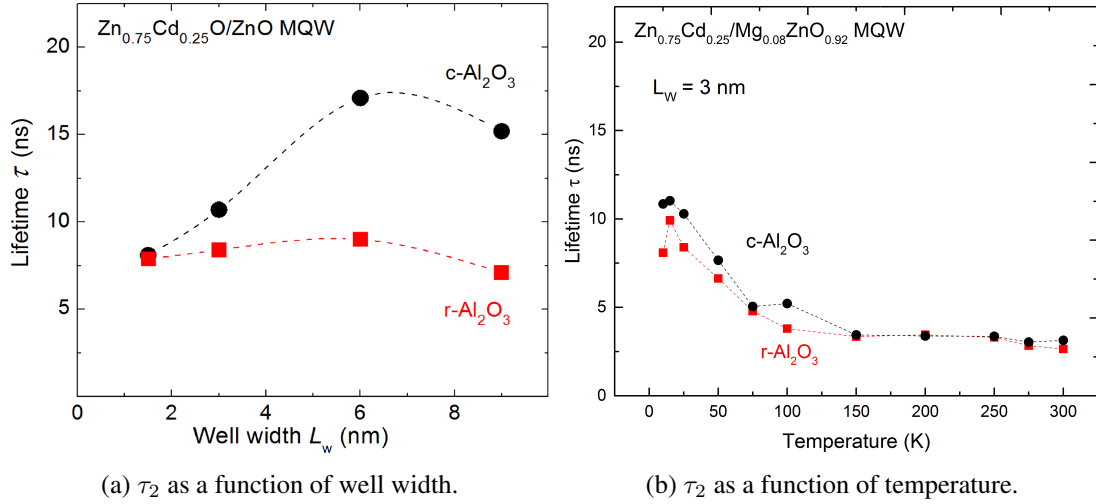 Zn₀.₇₅Cd₀.₂₅O/ZnO MQW
c-Al₂O₃
r-Al₂O₃
Lifetime τ (ns)
20
15
10
5
0 2 4 6 8
Well width L_w (nm)
(a) τ₂ as a function of well width.
Zn₀.₇₅Cd₀.₂₅/Mg₀.₀₈ZnO₀.₉₂ MQW
L_W = 3 nm
c-Al₂O₃
r-Al₂O₃
Lifetime τ (ns)
20
15
10
5
0
0 50 100 150 200 250 300
Temperature (K)
(b) τ₂ as a function of temperature.